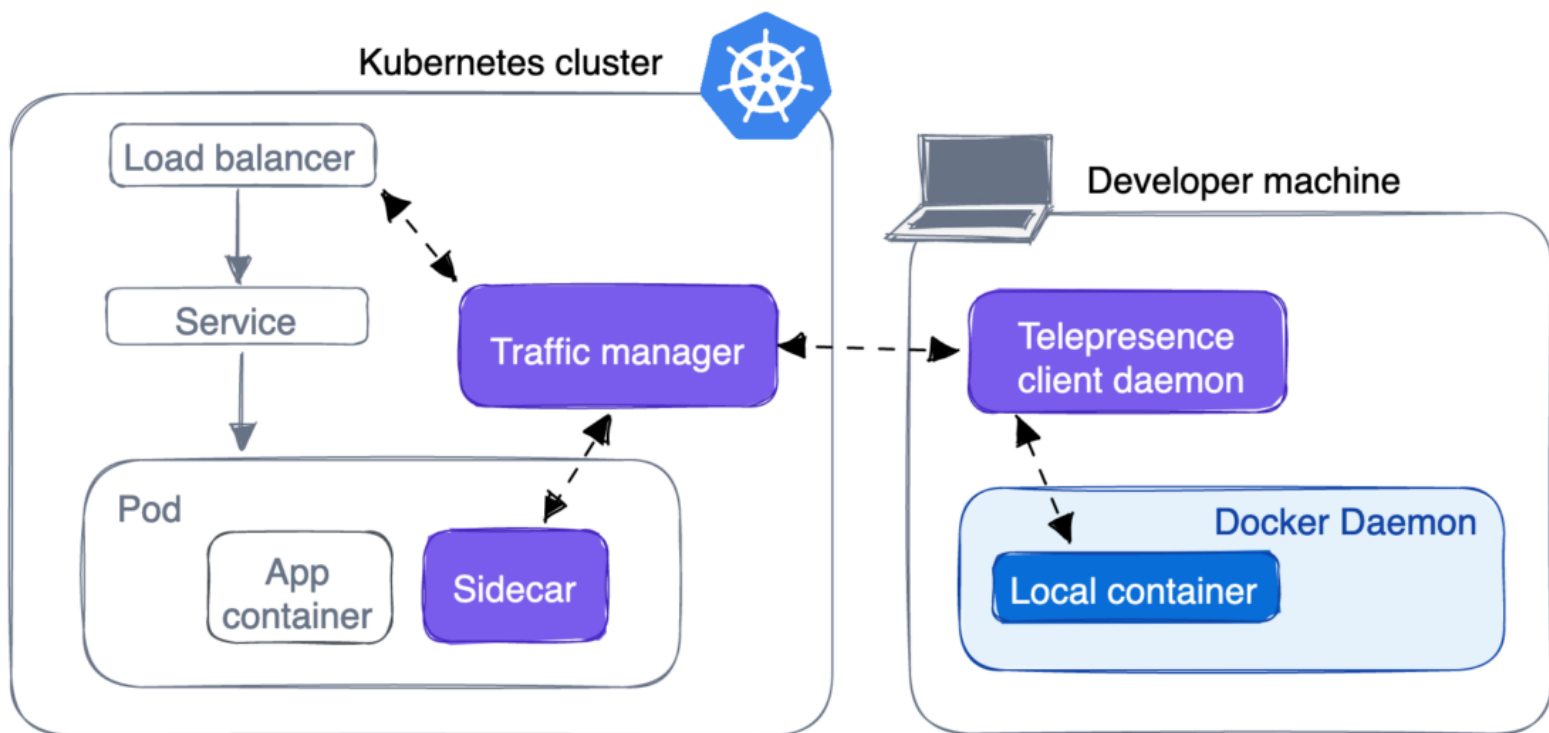 Kubernetes cluster
Load balancer
Service
Traffic manager
Pod
App
container
Sidecar
Developer machine
Telepresence
client daemon
Docker Daemon
Local container